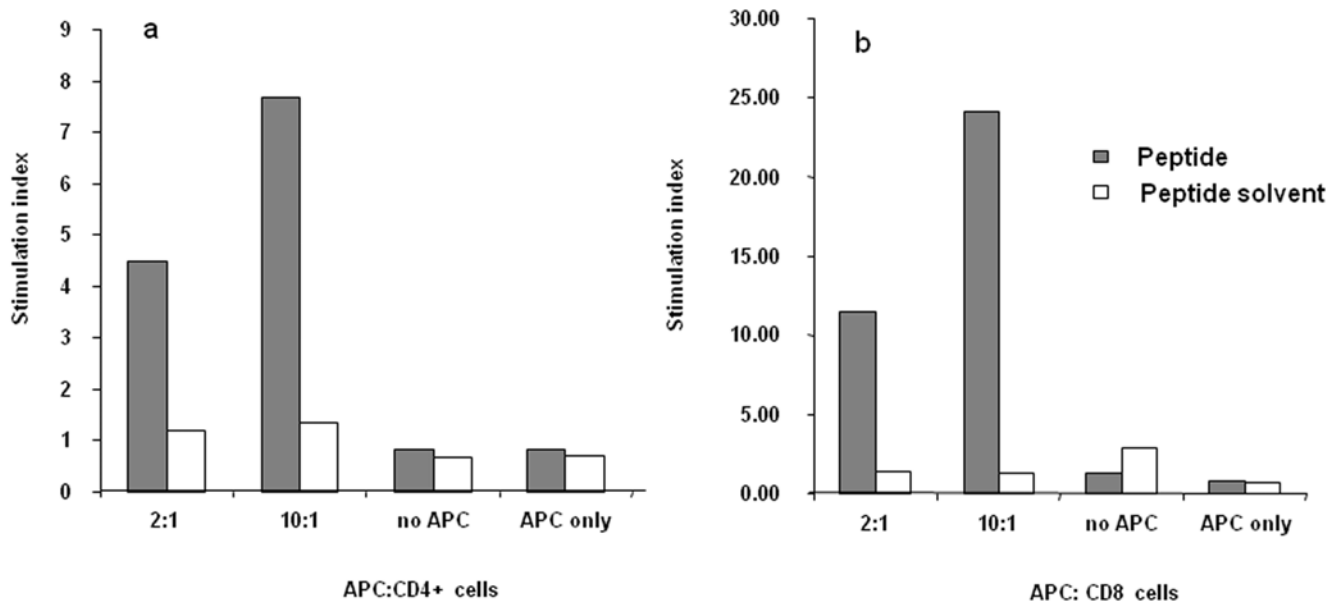 a
9
8
7
6
5
4
3
2
1
0
Stimulation index
2:1 10:1 no APC APC only
APC:CD4+ cells
b
30.00
25.00
20.00
15.00
10.00
5.00
0.00
Stimulation index
Peptide
Peptide solvent
2:1 10:1 no APC APC only
APC: CD8 cells